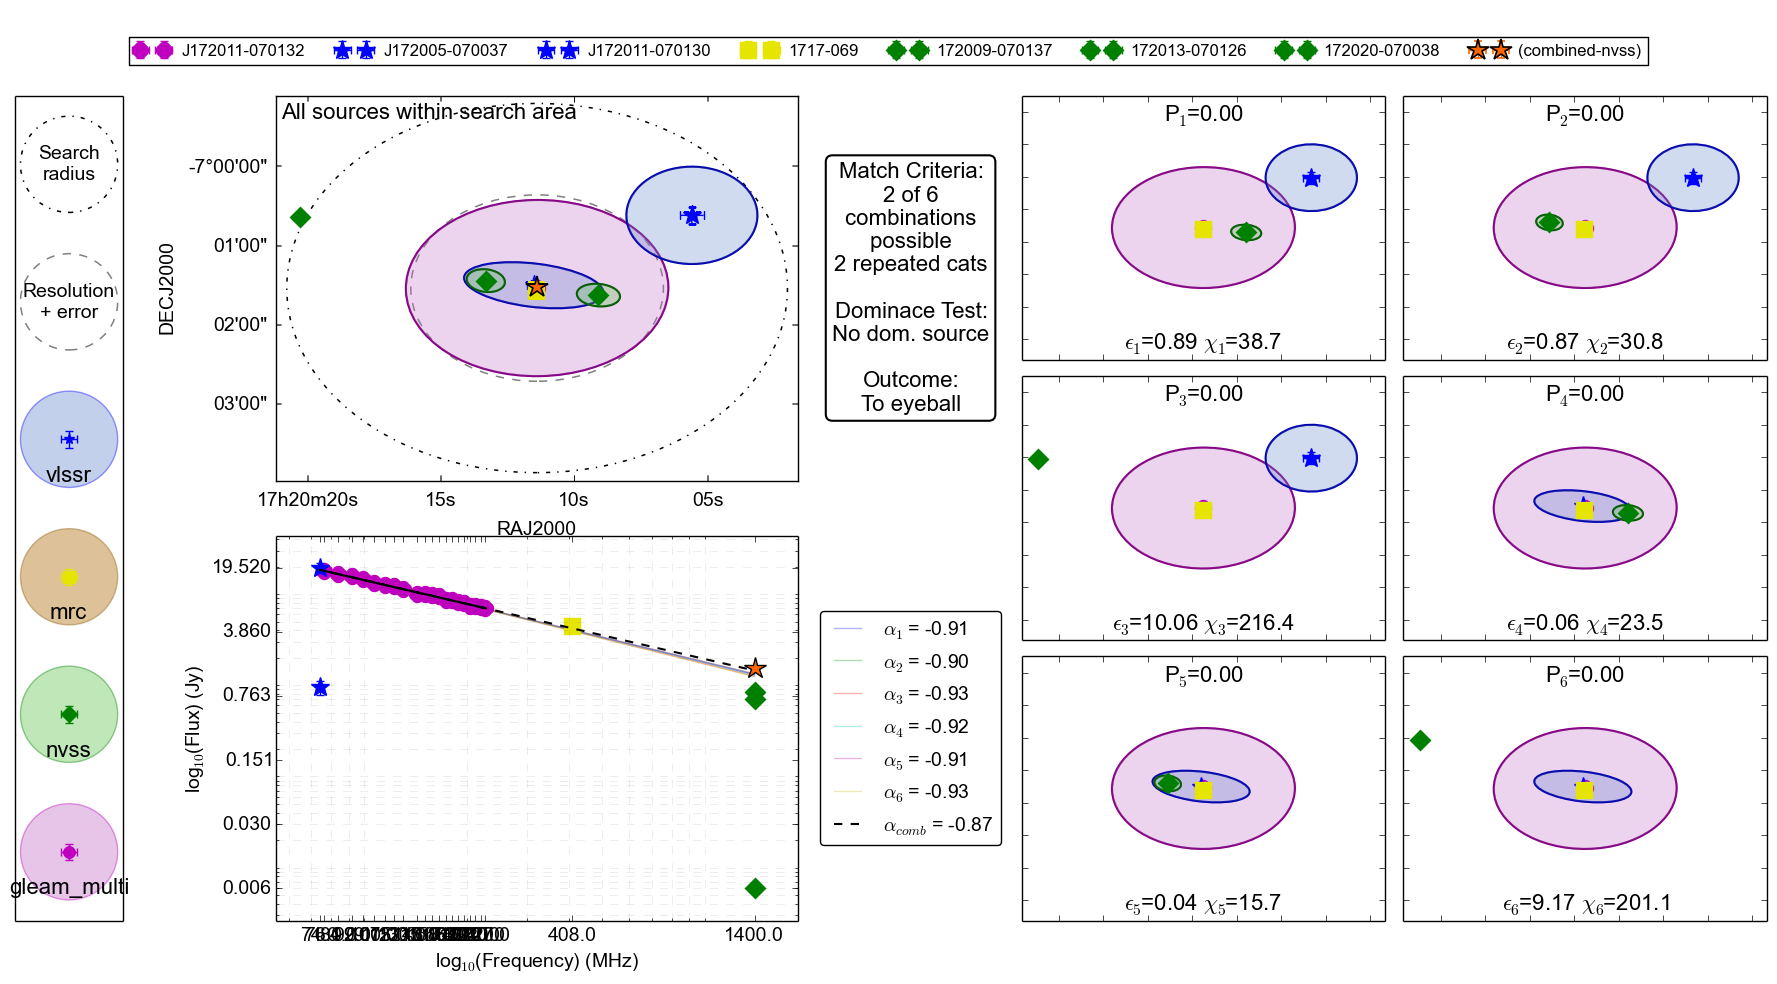 J172011-070132 J172005-070037 J172011-070130 1717-069 172009-070137 172013-070126 172020-070038 (combined-nvss)
Search
radius
Resolution
+ error
vlssr
mrc
nvss
gleam_multi
All sources within search area
DECJ2000
-7°00'00"
01'00"
02'00"
03'00"
17h20m20s 15s 10s 05s
RAJ2000
Match Criteria:
2 of 6
combinations
possible
2 repeated cats
Dominace Test:
No dom. source
Outcome:
To eyeball
log₁₀(Flux) (Jy)
19.520
3.860
0.763
0.151
0.030
0.006
408.0 1400.0
log₁₀(Frequency) (MHz)
α₁ = -0.91
α₂ = -0.90
α₃ = -0.93
α₄ = -0.92
α₅ = -0.91
α₆ = -0.93
α_comb = -0.87
P₁=0.00
ϵ₁=0.89 χ₁=38.7
P₂=0.00
ϵ₂=0.87 χ₂=30.8
P₃=0.00
ϵ₃=10.06 χ₃=216.4
P₄=0.00
ϵ₄=0.06 χ₄=23.5
P₅=0.00
ϵ₅=0.04 χ₅=15.7
P₆=0.00
ϵ₆=9.17 χ₆=201.1